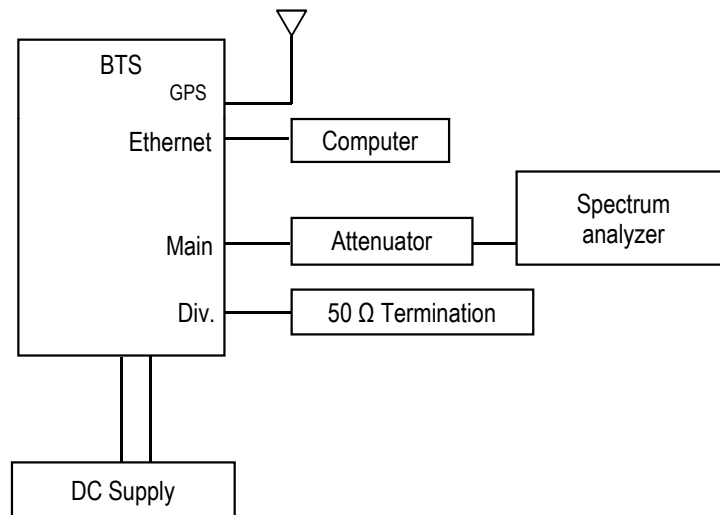 BTS
GPS
Ethernet
Computer
Spectrum
analyzer
Main
Attenuator
Div.
50 Ω Termination
DC Supply